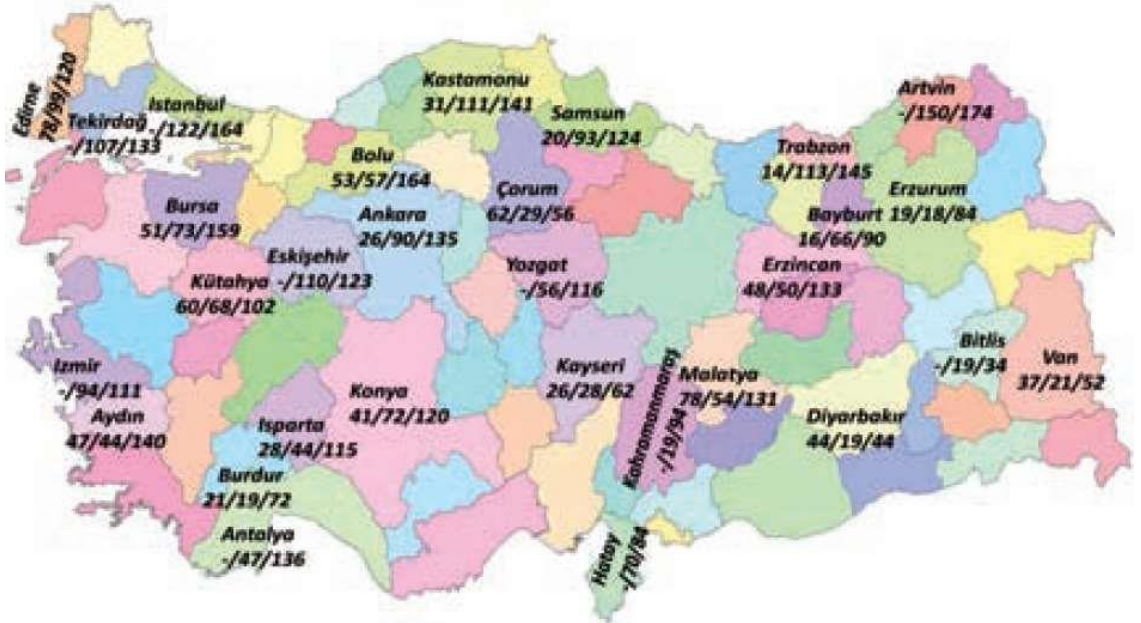 Edirne
78/99/120
Tekirdağ
-/107/133
Istanbul
-/122/164
Kastamonu
31/111/141
Samsun
20/93/124
Artvin
-/150/174
Bolu
53/57/164
Çorum
62/29/56
Trabzon
14/113/145
Erzurum
19/18/84
Bayburt
16/66/90
Bursa
51/73/159
Ankara
26/90/135
Eskişehir
-/110/123
Kütahya
60/68/102
Yozgat
-/56/116
Erzincan
48/50/133
Izmir
-/94/111
Aydın
47/44/140
Isparta
28/44/115
Konya
41/72/120
Kayseri
26/28/62
Kahramanmaraş
-/19/94
Malatya
78/54/131
Diyarbakır
44/19/44
Bitlis
-/19/34
Van
37/21/52
Burdur
21/19/72
Antalya
-/47/136
Hatay
-/70/84